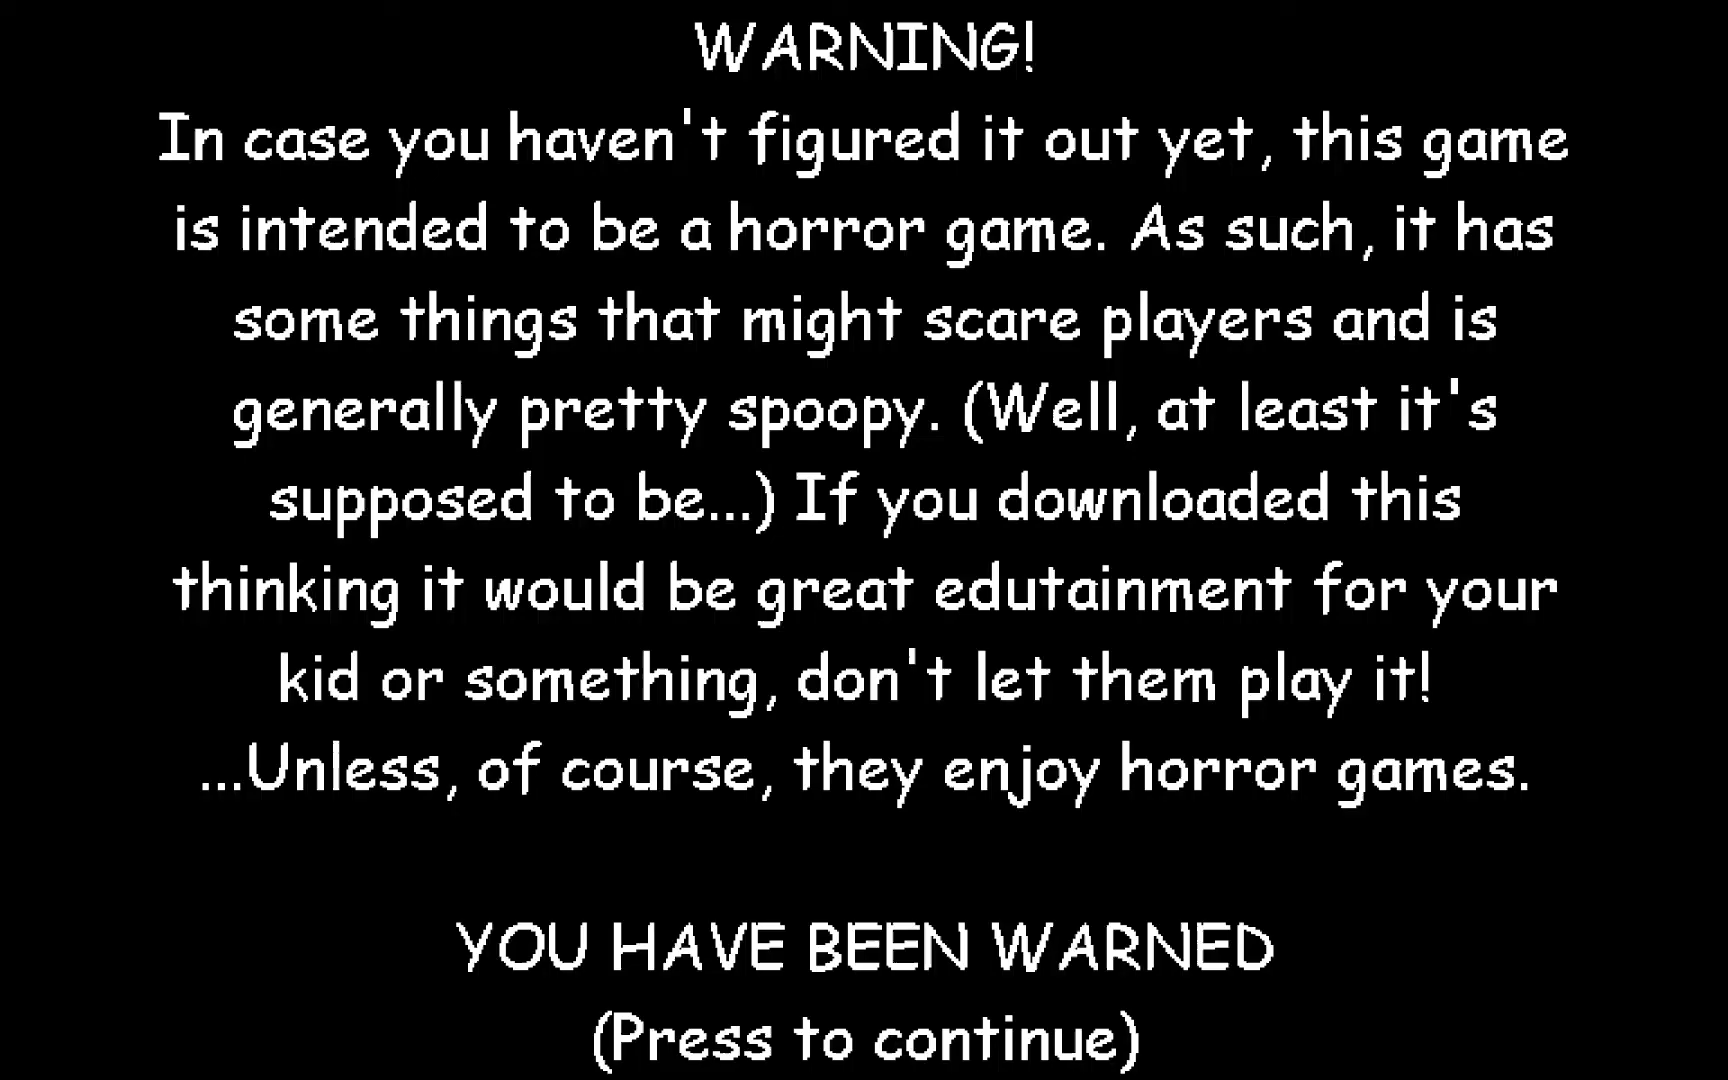 WARNING!
In case you haven't figured it out yet, this game
is intended to be a horror game. As such, it has
some things that might scare players and is
generally pretty spoopy. (Well, at least it's
supposed to be...) If you downloaded this
thinking it would be great edutainment for your
kid or something, don't let them play it!
...Unless, of course, they enjoy horror games.
YOU HAVE BEEN WARNED
(Press to continue)